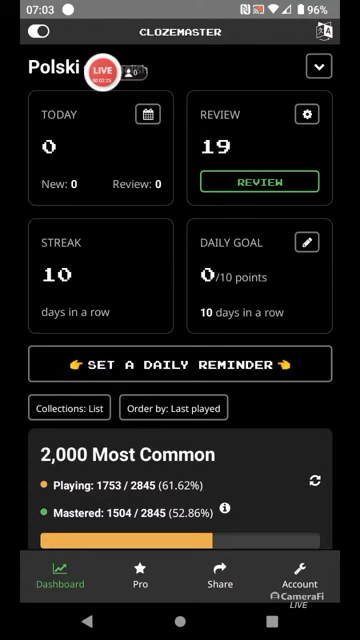 07:03 96%
CLOZEMASTER
Polski LIVE 0
TODAY
0
New: 0 Review: 0
REVIEW
19
REVIEW
STREAK
10
days in a row
DAILY GOAL
0/10 points
10 days in a row
👉 SET A DAILY REMINDER 👈
Collections: List Order by: Last played
2,000 Most Common
Playing: 1753 / 2845 (61.62%)
Mastered: 1504 / 2845 (52.86%)
Dashboard Pro Share Account
CameraFi
LIVE